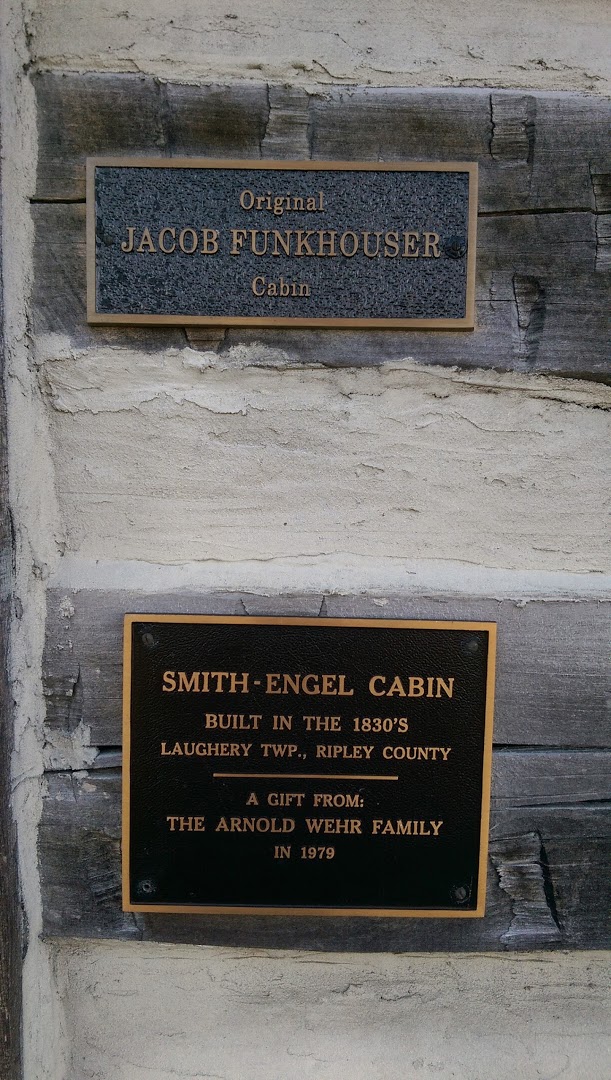 Original
JACOB FUNKHOUSER
Cabin
SMITH-ENGEL CABIN
BUILT IN THE 1830'S
LAUGHERY TWP., RIPLEY COUNTY
A GIFT FROM:
THE ARNOLD WEHR FAMILY
IN 1979